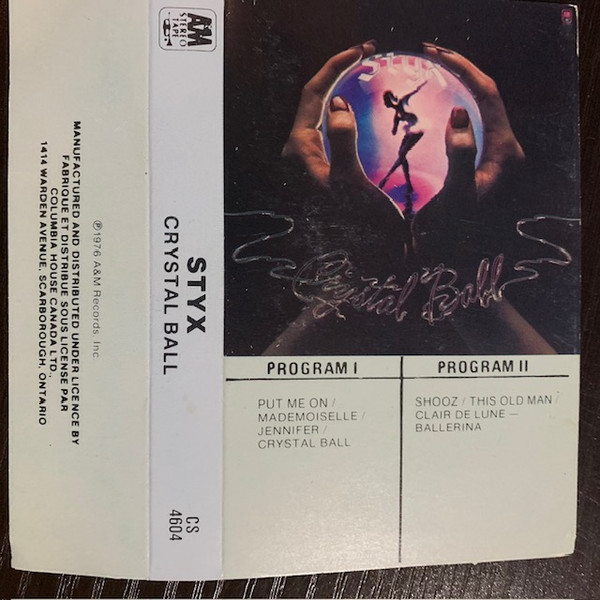 A&M
STEREO
TAPE
STYX
CRYSTAL BALL
CS
4604
℗1976 A&M Records, Inc.
MANUFACTURED AND DISTRIBUTED UNDER LICENCE BY
FABRIQUE ET DISTRIBUE SOUS LICENSE PAR
COLUMBIA HOUSE CANADA LTD.,
1414 WARDEN AVENUE, SCARBOROUGH, ONTARIO
STYX
Crystal Ball
PROGRAM I
PUT ME ON /
MADEMOISELLE /
JENNIFER /
CRYSTAL BALL
PROGRAM II
SHOOZ / THIS OLD MAN /
CLAIR DE LUNE —
BALLERINA